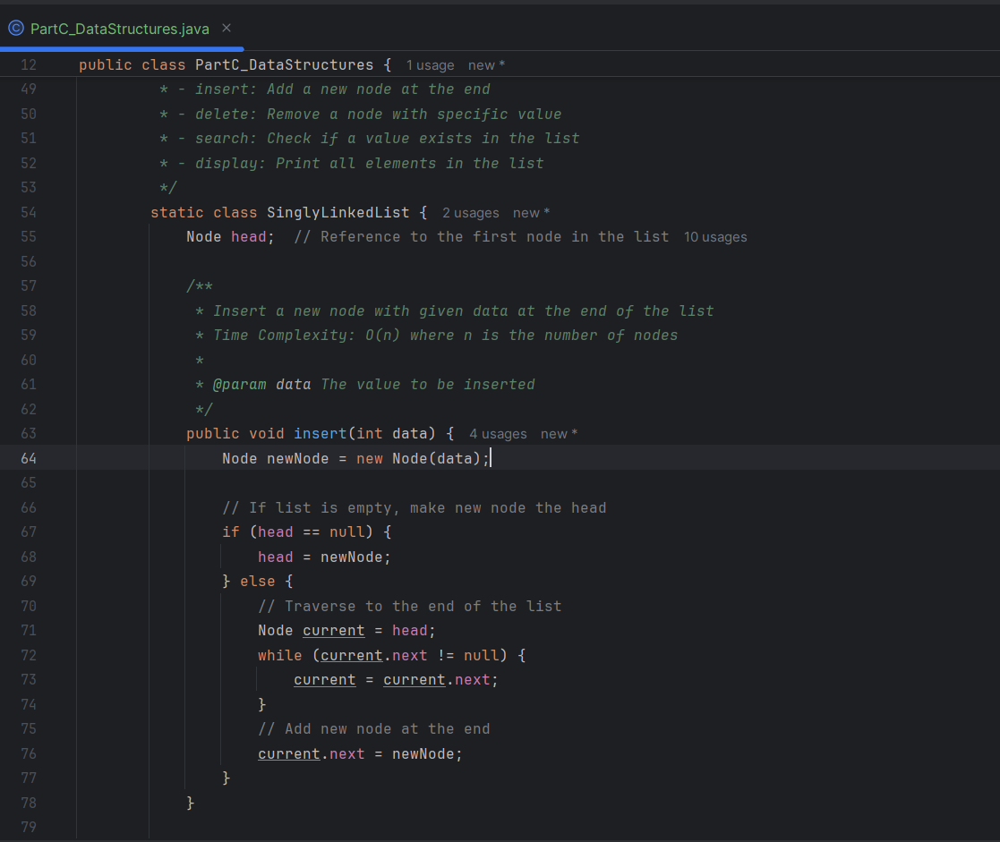 PartC_DataStructures.java
12 public class PartC_DataStructures { 1 usage new *
49 * - insert: Add a new node at the end
50 * - delete: Remove a node with specific value
51 * - search: Check if a value exists in the list
52 * - display: Print all elements in the list
53 */
54 static class SinglyLinkedList { 2 usages new *
55 Node head; // Reference to the first node in the list 10 usages
56
57 /**
58 * Insert a new node with given data at the end of the list
59 * Time Complexity: O(n) where n is the number of nodes
60 *
61 * @param data The value to be inserted
62 */
63 public void insert(int data) { 4 usages new *
64 Node newNode = new Node(data);
65
66 // If list is empty, make new node the head
67 if (head == null) {
68 head = newNode;
69 } else {
70 // Traverse to the end of the list
71 Node current = head;
72 while (current.next != null) {
73 current = current.next;
74 }
75 // Add new node at the end
76 current.next = newNode;
77 }
78 }
79